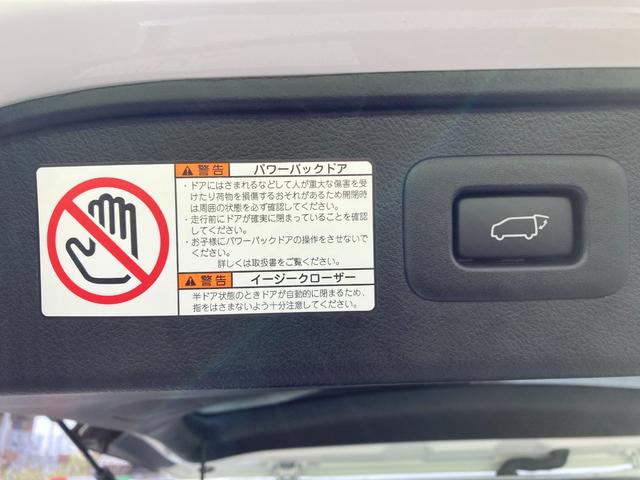 警告 パワーバックドア
・ドアにはさまれるなどして人が重大な傷害を受
けたり荷物を損傷するおそれがあるため開閉時
は周囲の状態を必ず確認してください。
・走行前にドアが確実に閉まっていることを確認
してください。
・お子様にパワーバックドアの操作をさせないで
ください。
詳しくは取扱書をご覧ください。
警告 イージークローザー
半ドア状態のときドアが自動的に閉まるため、
指をはさまないよう十分注意してください。